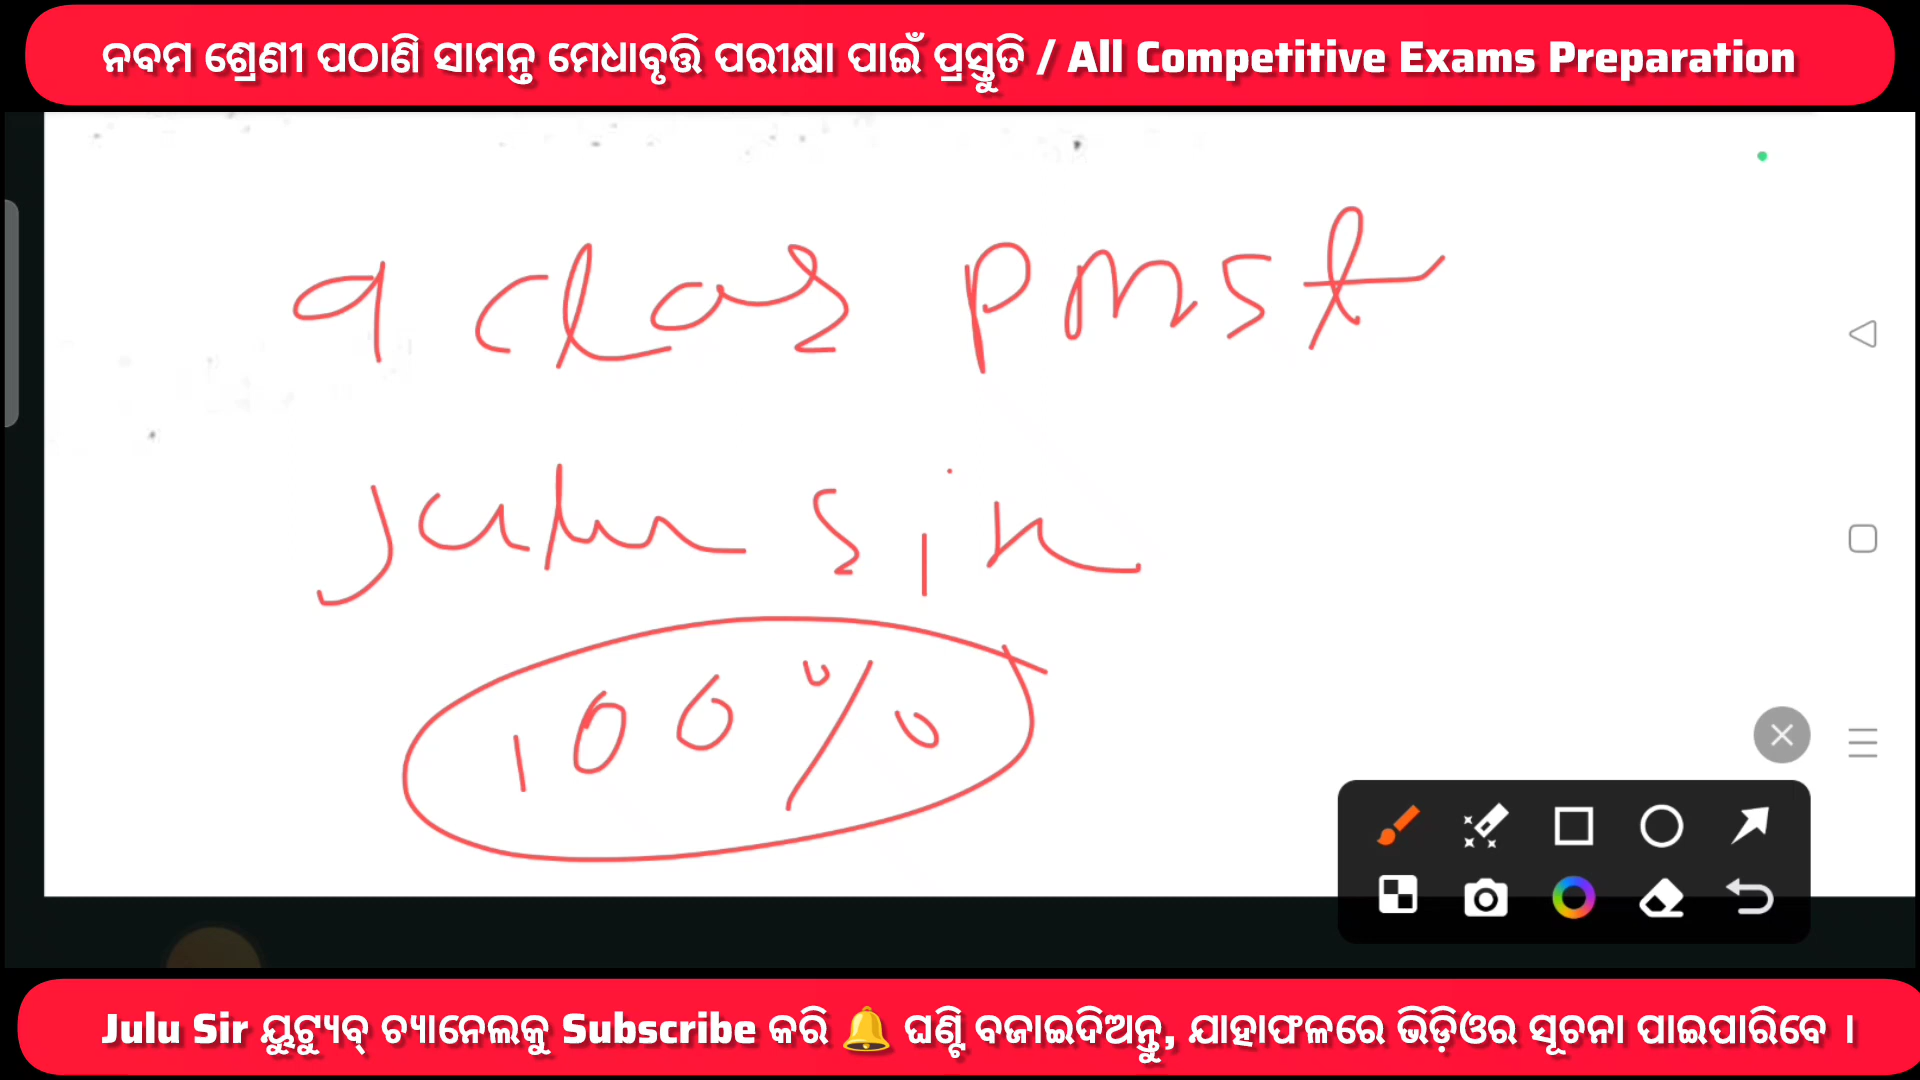 ନବମ ଶ୍ରେଣୀ ପଠାଣି ସାମନ୍ତ ମେଧାବୃତ୍ତି ପରୀକ୍ଷା ପାଇଁ ପ୍ରସ୍ତୁତି / All Competitive Exams Preparation
9 clas pmst
Julu sir
100%
Julu Sir ୟୁଟ୍ୟୁବ୍ ଚ୍ୟାନେଲକୁ Subscribe କରି 🔔 ଘଣ୍ଟି ବଜାଇଦିଅନ୍ତୁ, ଯାହାଫଳରେ ଭିଡ଼ିଓର ସୂଚନା ପାଇପାରିବେ ।